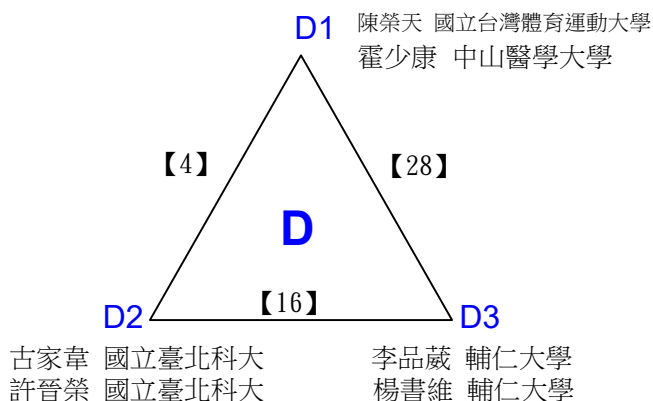 D1 陳榮天 國立台灣體育運動大學
霍少康 中山醫學大學
【4】 【28】
D
【16】
D2 D3
古家韋 國立臺北科大 李品葳 輔仁大學
許晉榮 國立臺北科大 楊書維 輔仁大學